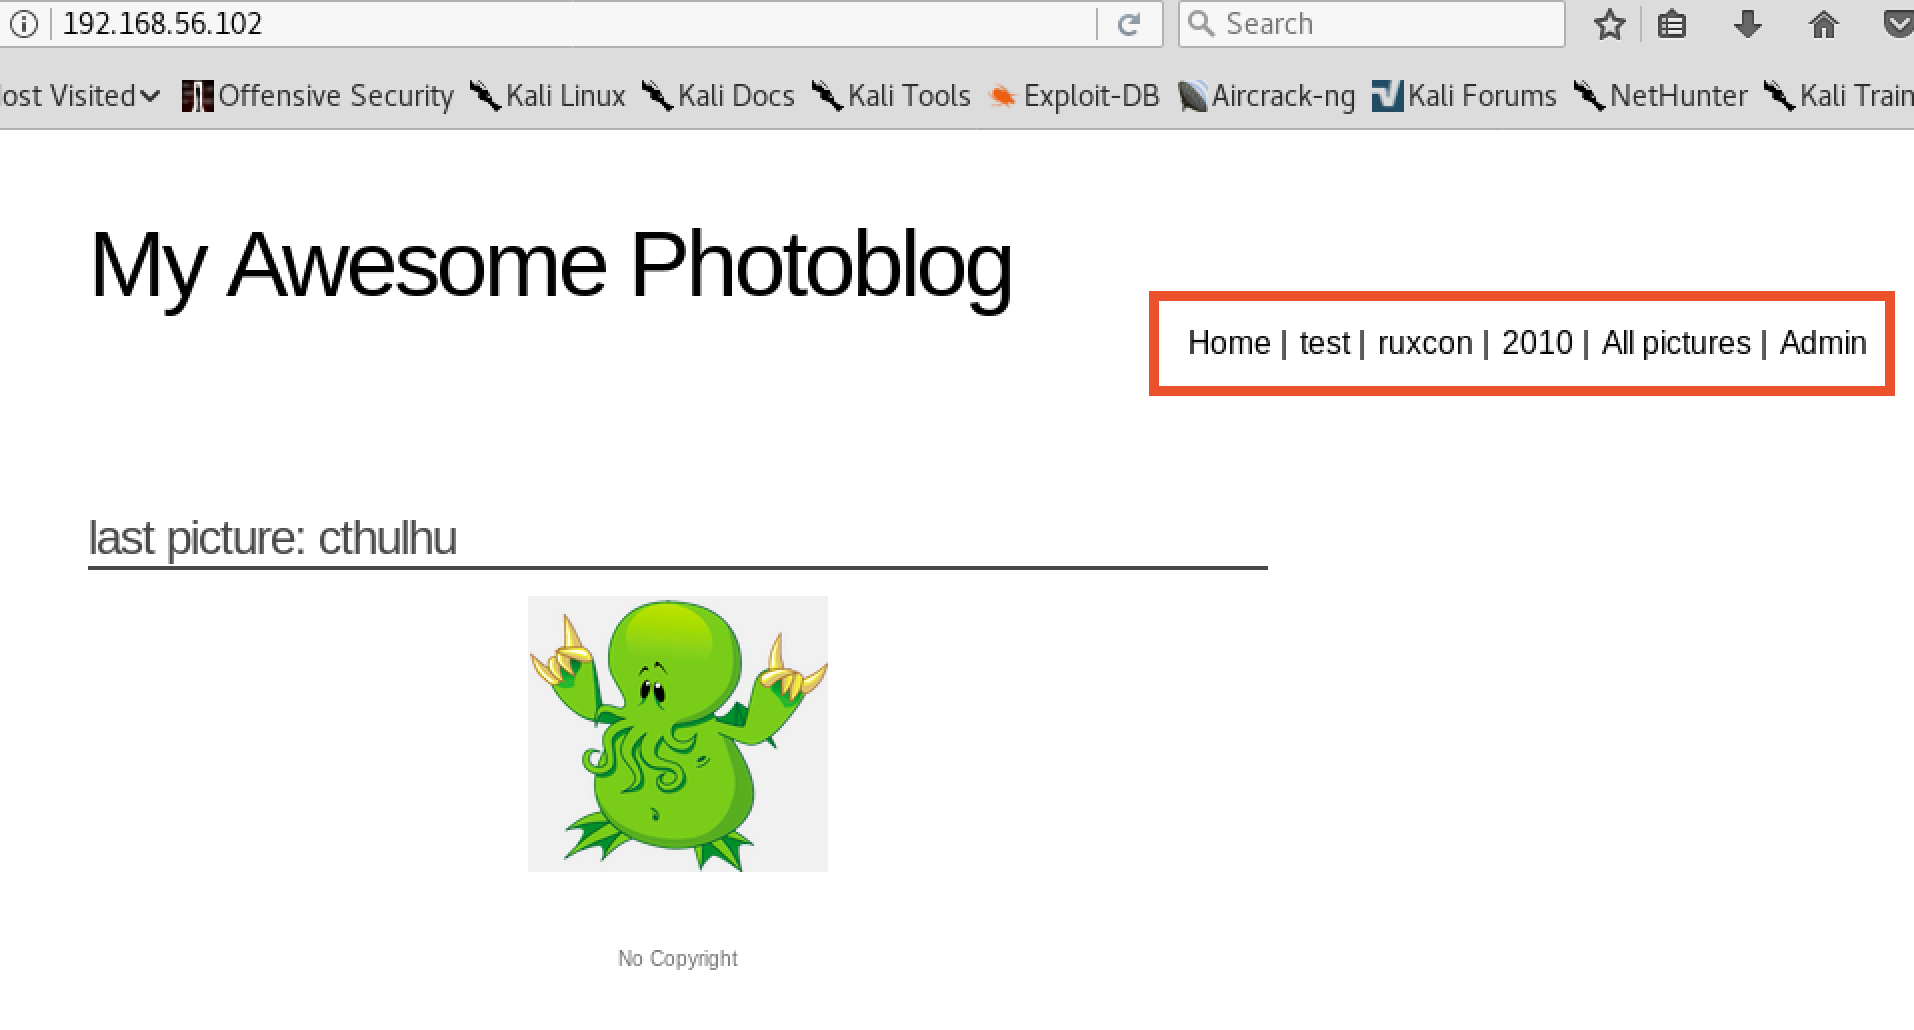 192.168.56.102 Search
ost Visited Offensive Security Kali Linux Kali Docs Kali Tools Exploit-DB Aircrack-ng Kali Forums NetHunter Kali Train
My Awesome Photoblog
Home | test | ruxcon | 2010 | All pictures | Admin
last picture: cthulhu
No Copyright